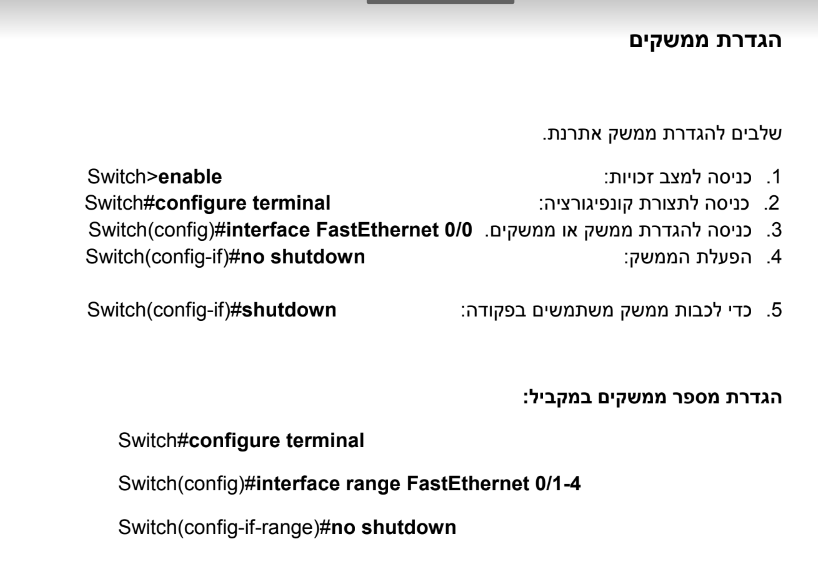 הגדרת ממשקים
שלבים להגדרת ממשק אתרנת.
1. כניסה למצב זכויות: Switch>enable
2. כניסה לתצורת קונפיגורציה: Switch#configure terminal
3. כניסה להגדרת ממשק או ממשקים. Switch(config)#interface FastEthernet 0/0
4. הפעלת הממשק: Switch(config-if)#no shutdown
5. כדי לכבות ממשק משתמשים בפקודה: Switch(config-if)#shutdown
הגדרת מספר ממשקים במקביל:
Switch#configure terminal
Switch(config)#interface range FastEthernet 0/1-4
Switch(config-if-range)#no shutdown